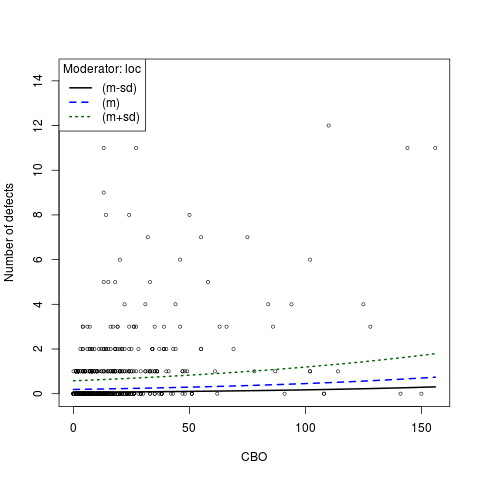 Moderator: loc
(m-sd)
(m)
(m+sd)
14
12
10
8
6
4
2
0
Number of defects
0 50 100 150
CBO